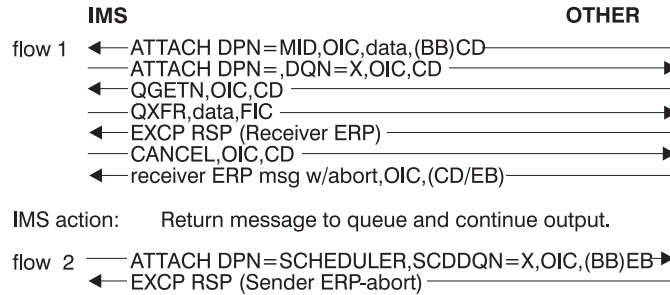 IMS OTHER
flow 1 ATTACH DPN=MID,OIC,data,(BB)CD
ATTACH DPN=,DQN=X,OIC,CD
QGETN,OIC,CD
QXFR,data,FIC
EXCP RSP (Receiver ERP)
CANCEL,OIC,CD
receiver ERP msg w/abort,OIC,(CD/EB)
IMS action: Return message to queue and continue output.
flow 2 ATTACH DPN=SCHEDULER,SCDDQN=X,OIC,(BB)EB
EXCP RSP (Sender ERP-abort)